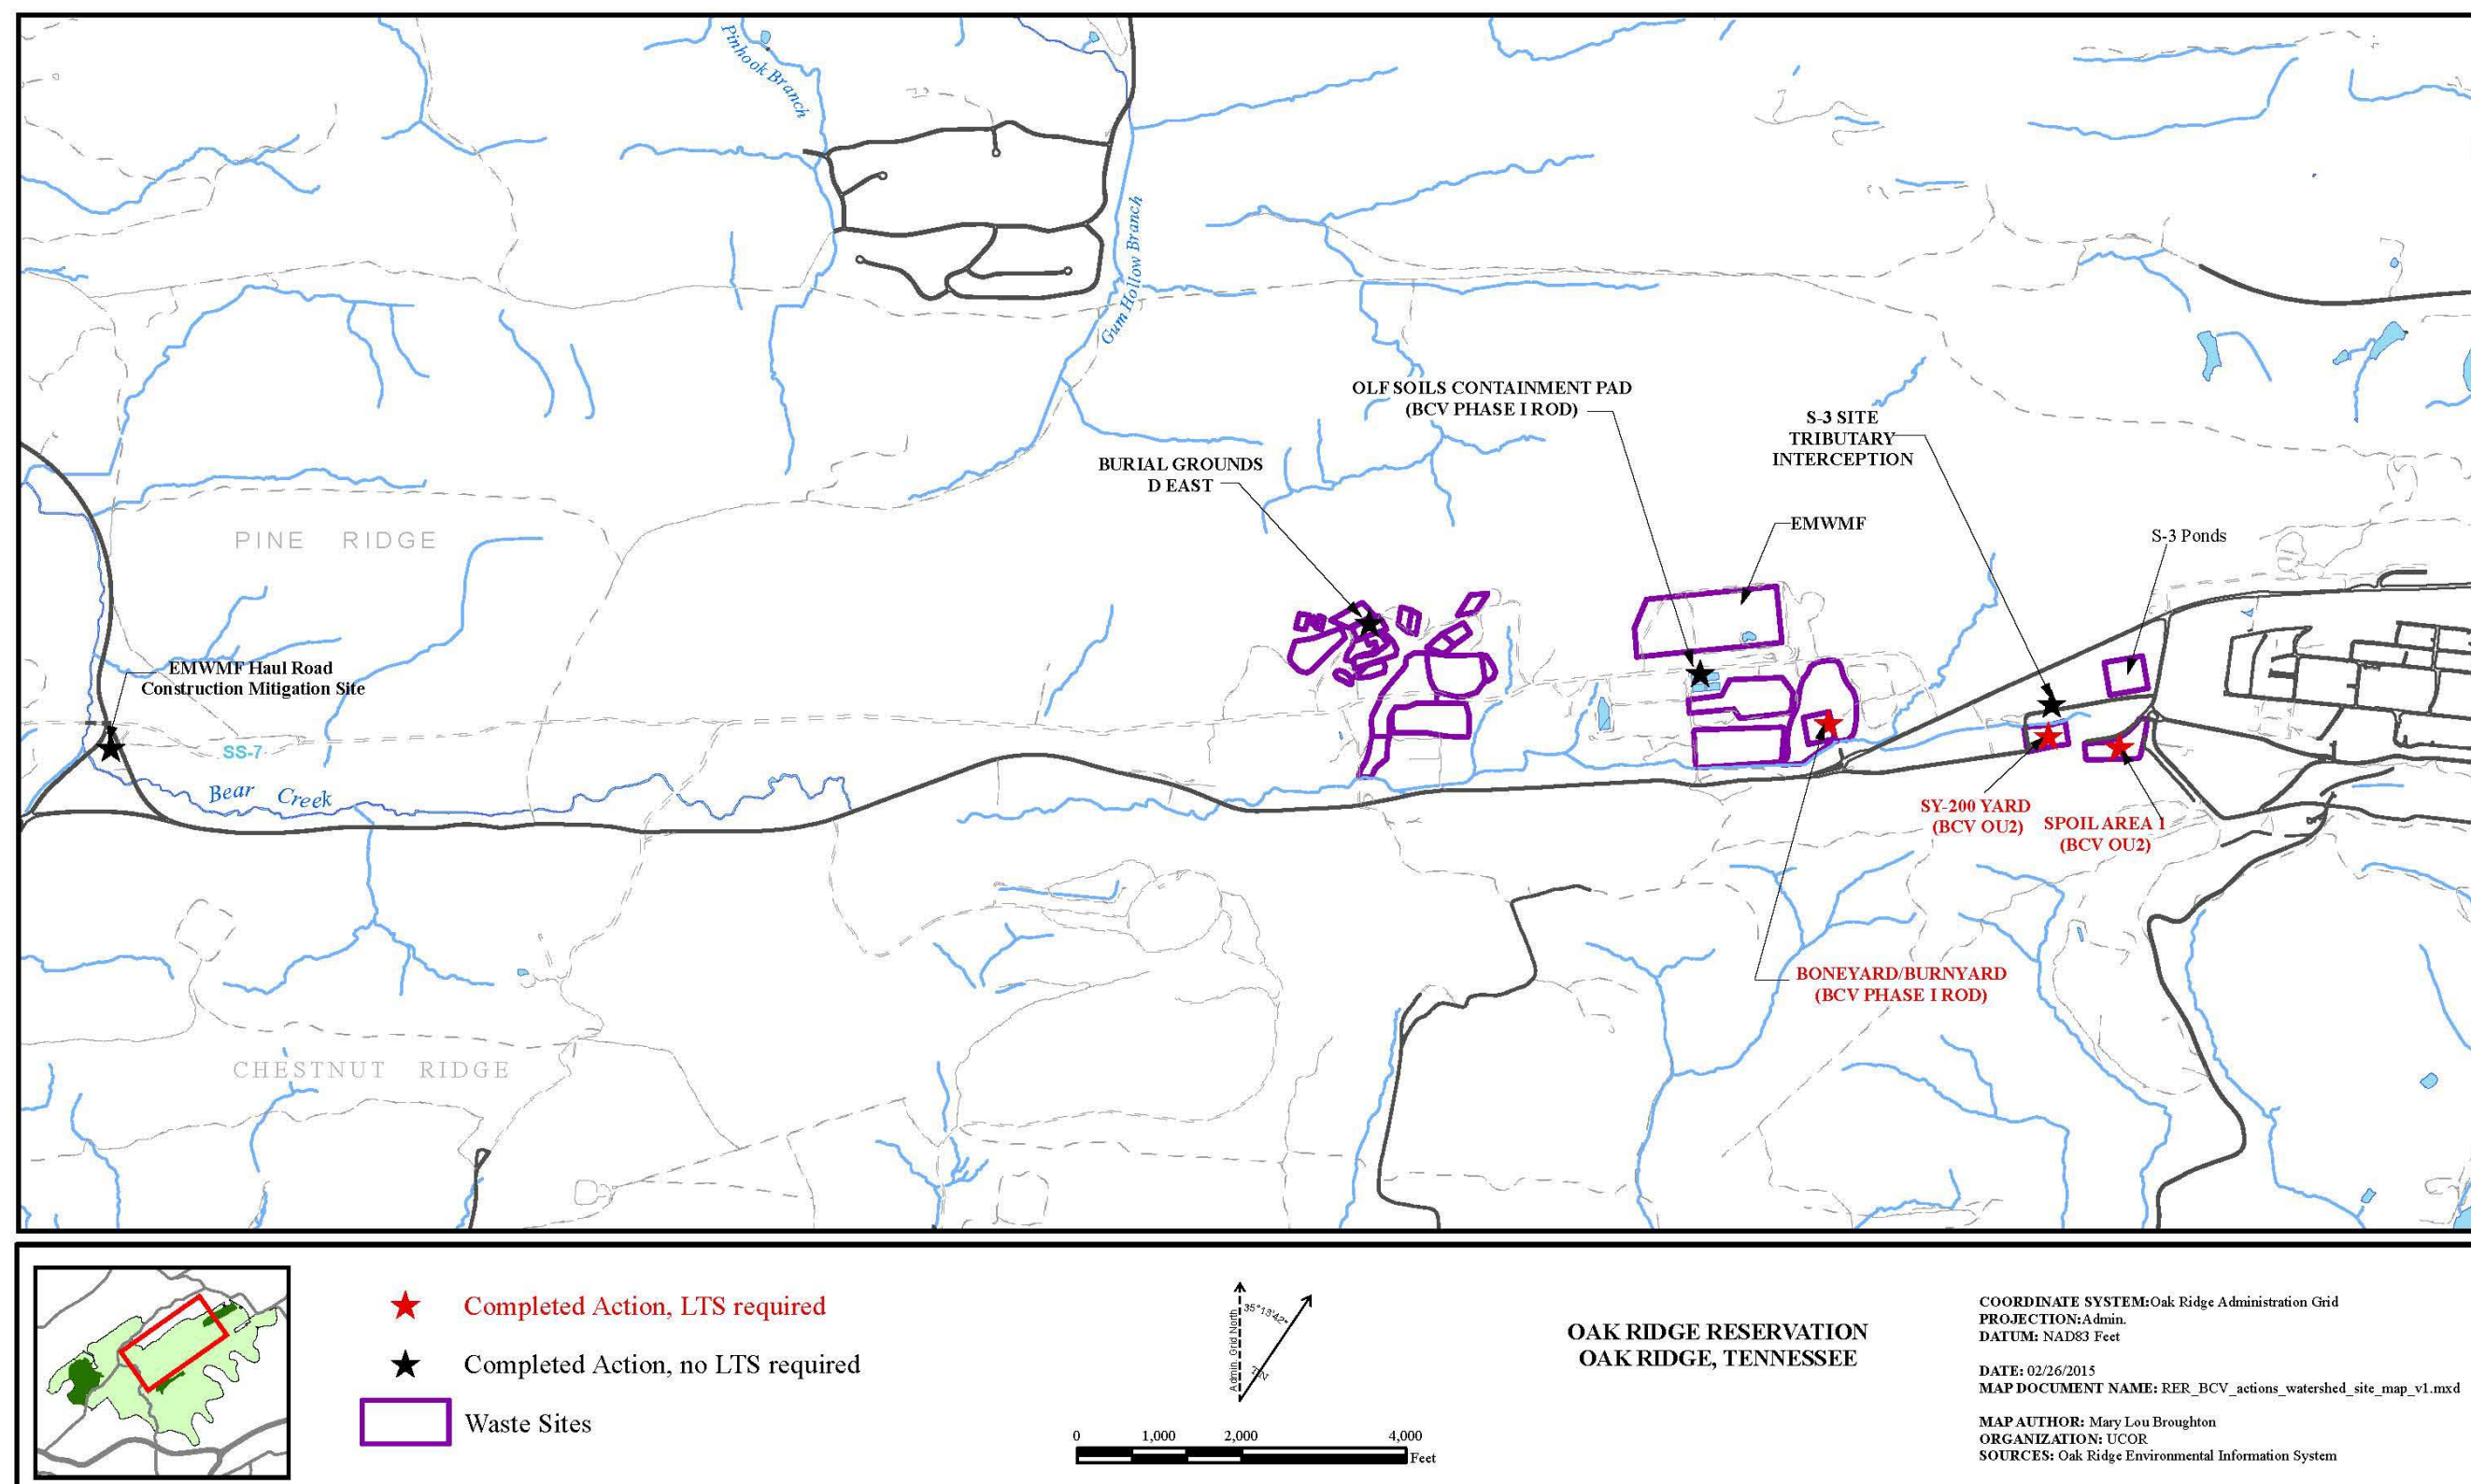 Pinhook Branch
Gum Hollow Branch
OLF SOILS CONTAINMENT PAD
(BCV PHASE I ROD)
S-3 SITE
TRIBUTARY
INTERCEPTION
BURIAL GROUNDS
D EAST
EMWMF
S-3 Ponds
PINE RIDGE
EMWMF Haul Road
Construction Mitigation Site
SS-7
Bear Creek
SY-200 YARD
(BCV OU2)
SPOIL AREA 1
(BCV OU2)
BONEYARD/BURNYARD
(BCV PHASE I ROD)
CHESTNUT RIDGE
Completed Action, LTS required
Completed Action, no LTS required
Waste Sites
Admin. Grid North
35°13'42"
TN
0 1,000 2,000 4,000
Feet
OAK RIDGE RESERVATION
OAK RIDGE, TENNESSEE
COORDINATE SYSTEM:Oak Ridge Administration Grid
PROJECTION:Admin.
DATUM: NAD83 Feet
DATE: 02/26/2015
MAP DOCUMENT NAME: RER_BCV_actions_watershed_site_map_v1.mxd
MAP AUTHOR: Mary Lou Broughton
ORGANIZATION: UCOR
SOURCES: Oak Ridge Environmental Information System